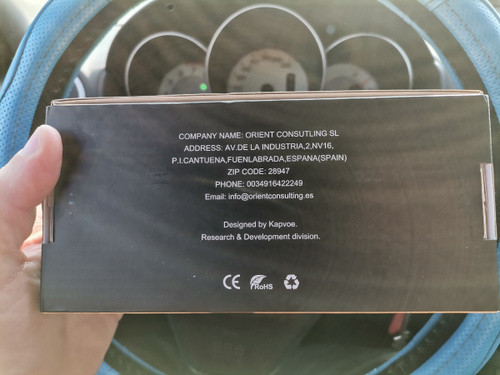 COMPANY NAME: ORIENT CONSUTLING SL
ADDRESS: AV.DE LA INDUSTRIA,2,NV16,
P.I.CANTUENA,FUENLABRADA,ESPANA(SPAIN)
ZIP CODE: 28947
PHONE: 0034916422249
Email: info@orientconsulting.es
Designed by Kapvoe.
Research & Development division.
CE RoHS